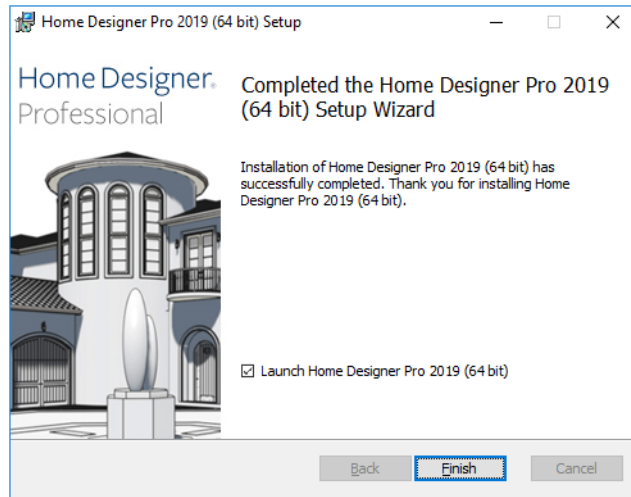 Home Designer Pro 2019 (64 bit) Setup
Home Designer.
Professional
Completed the Home Designer Pro 2019
(64 bit) Setup Wizard
Installation of Home Designer Pro 2019 (64 bit) has
successfully completed. Thank you for installing Home
Designer Pro 2019 (64 bit).
Launch Home Designer Pro 2019 (64 bit)
Back Finish Cancel